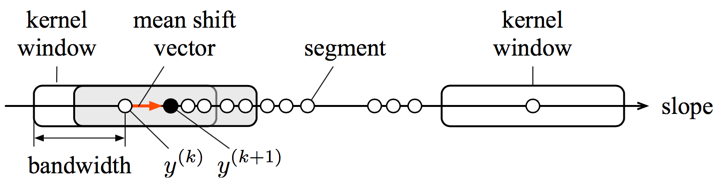 kernel
window
mean shift
vector
segment
kernel
window
slope
bandwidth
y^{(k)}
y^{(k+1)}